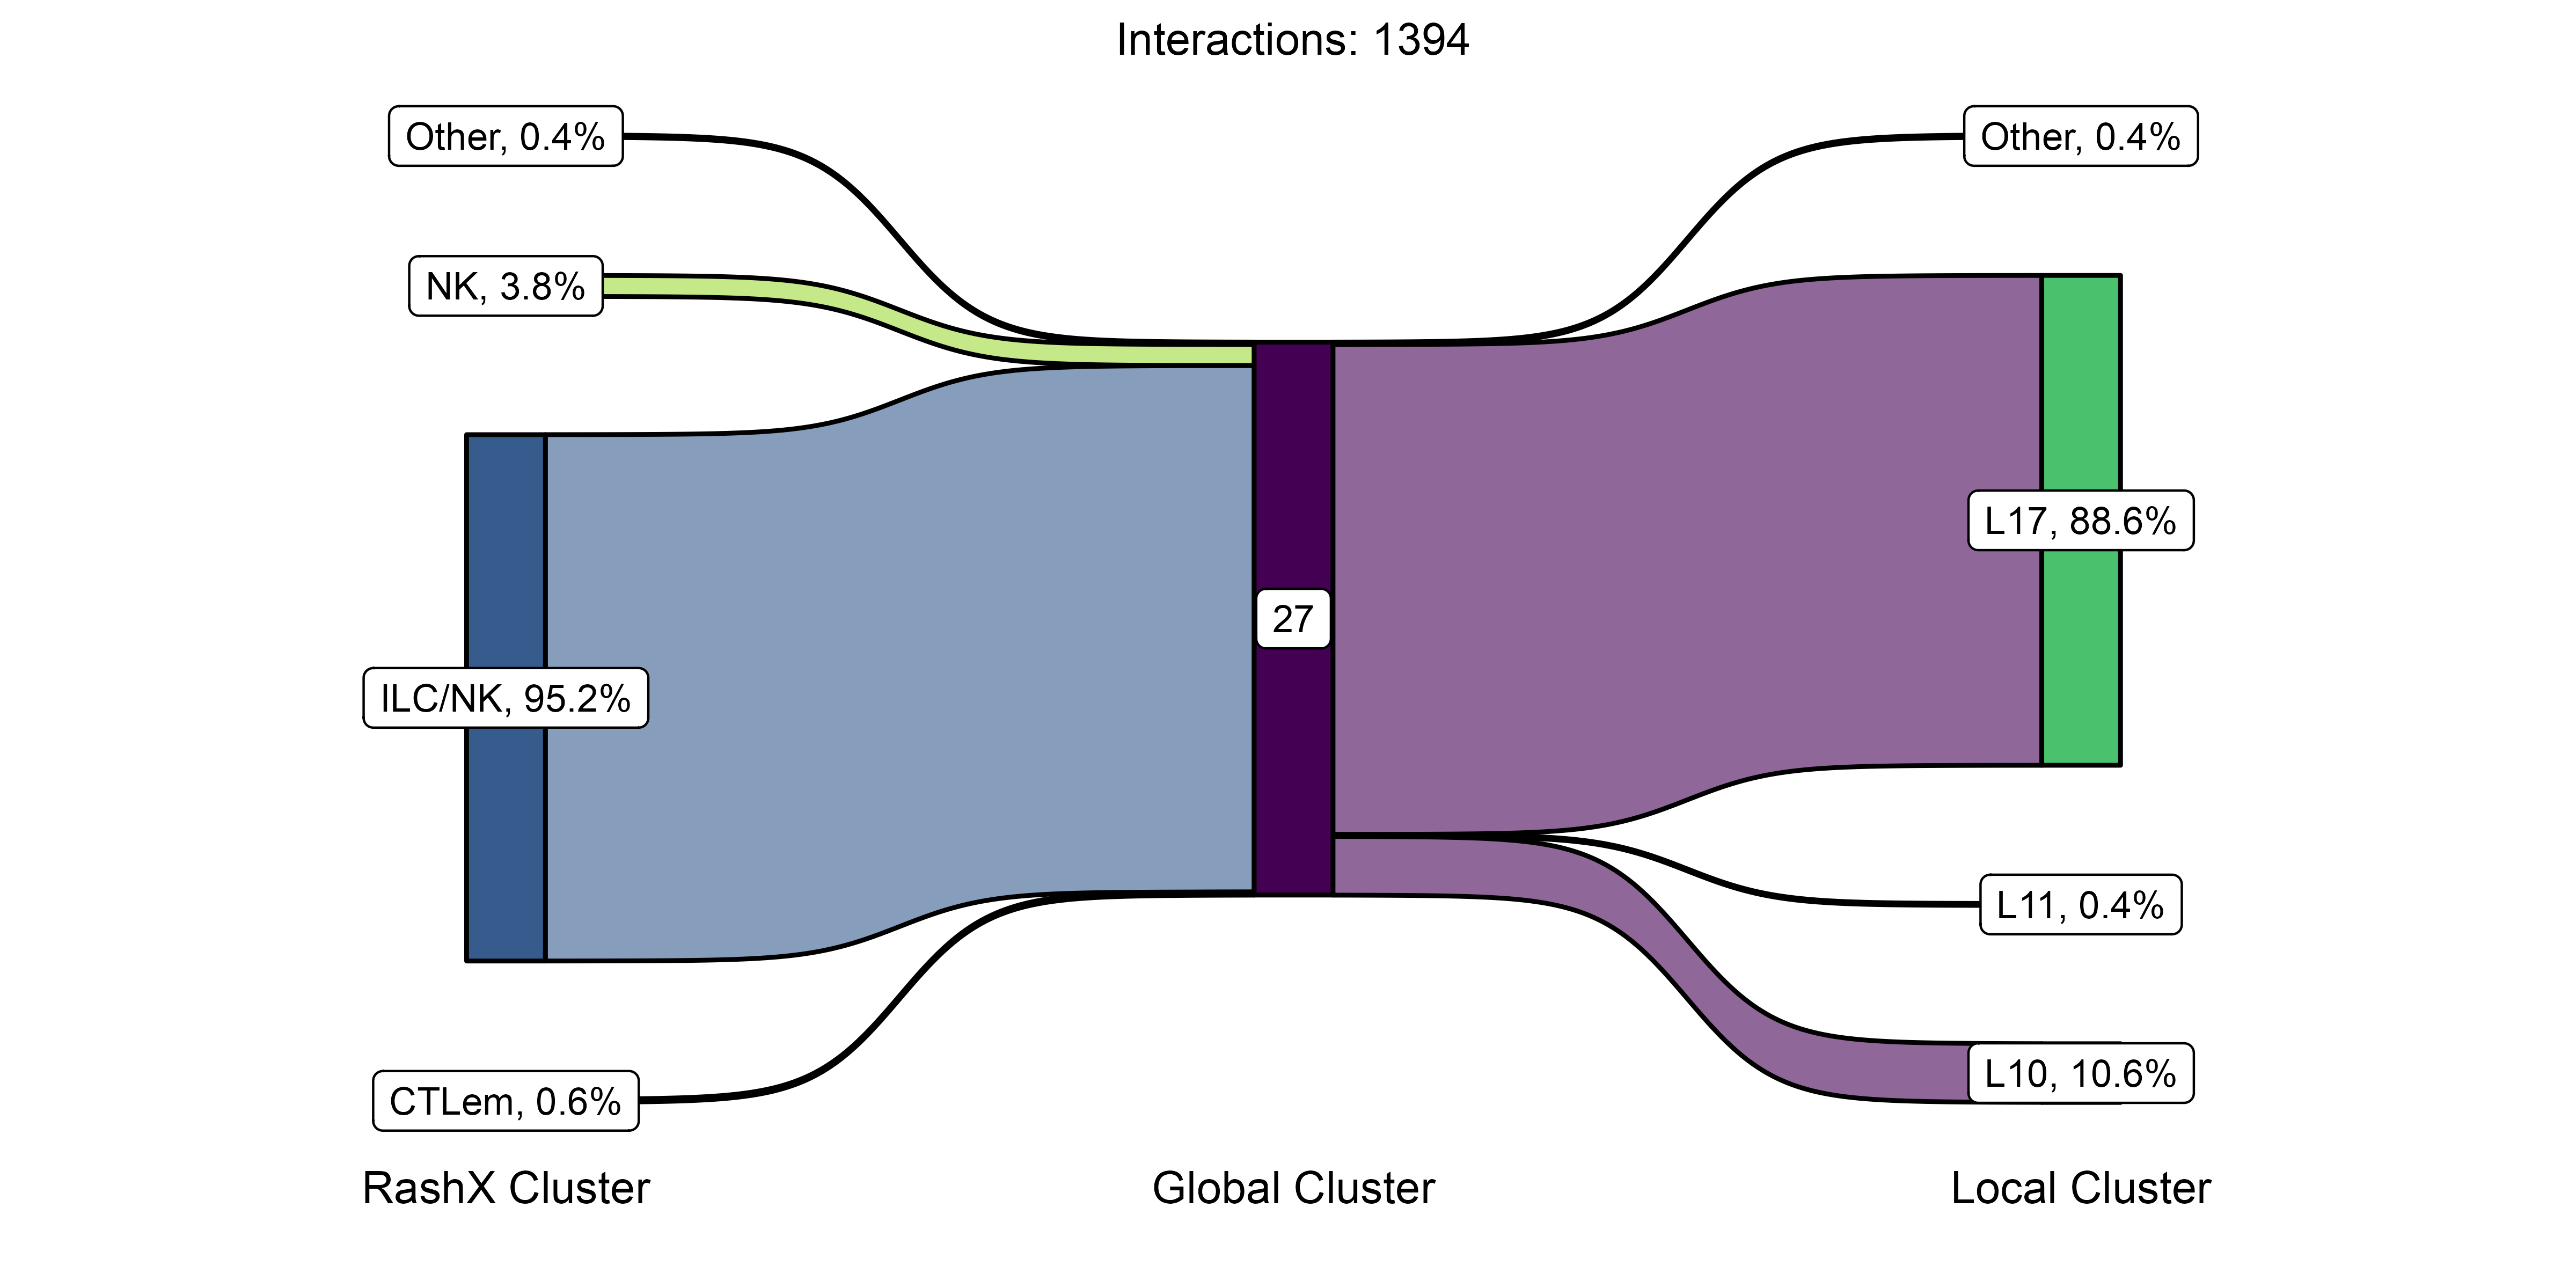 Interactions: 1394
Other, 0.4%
Other, 0.4%
NK, 3.8%
L17, 88.6%
27
ILC/NK, 95.2%
L11, 0.4%
L10, 10.6%
CTLem, 0.6%
RashX Cluster
Global Cluster
Local Cluster